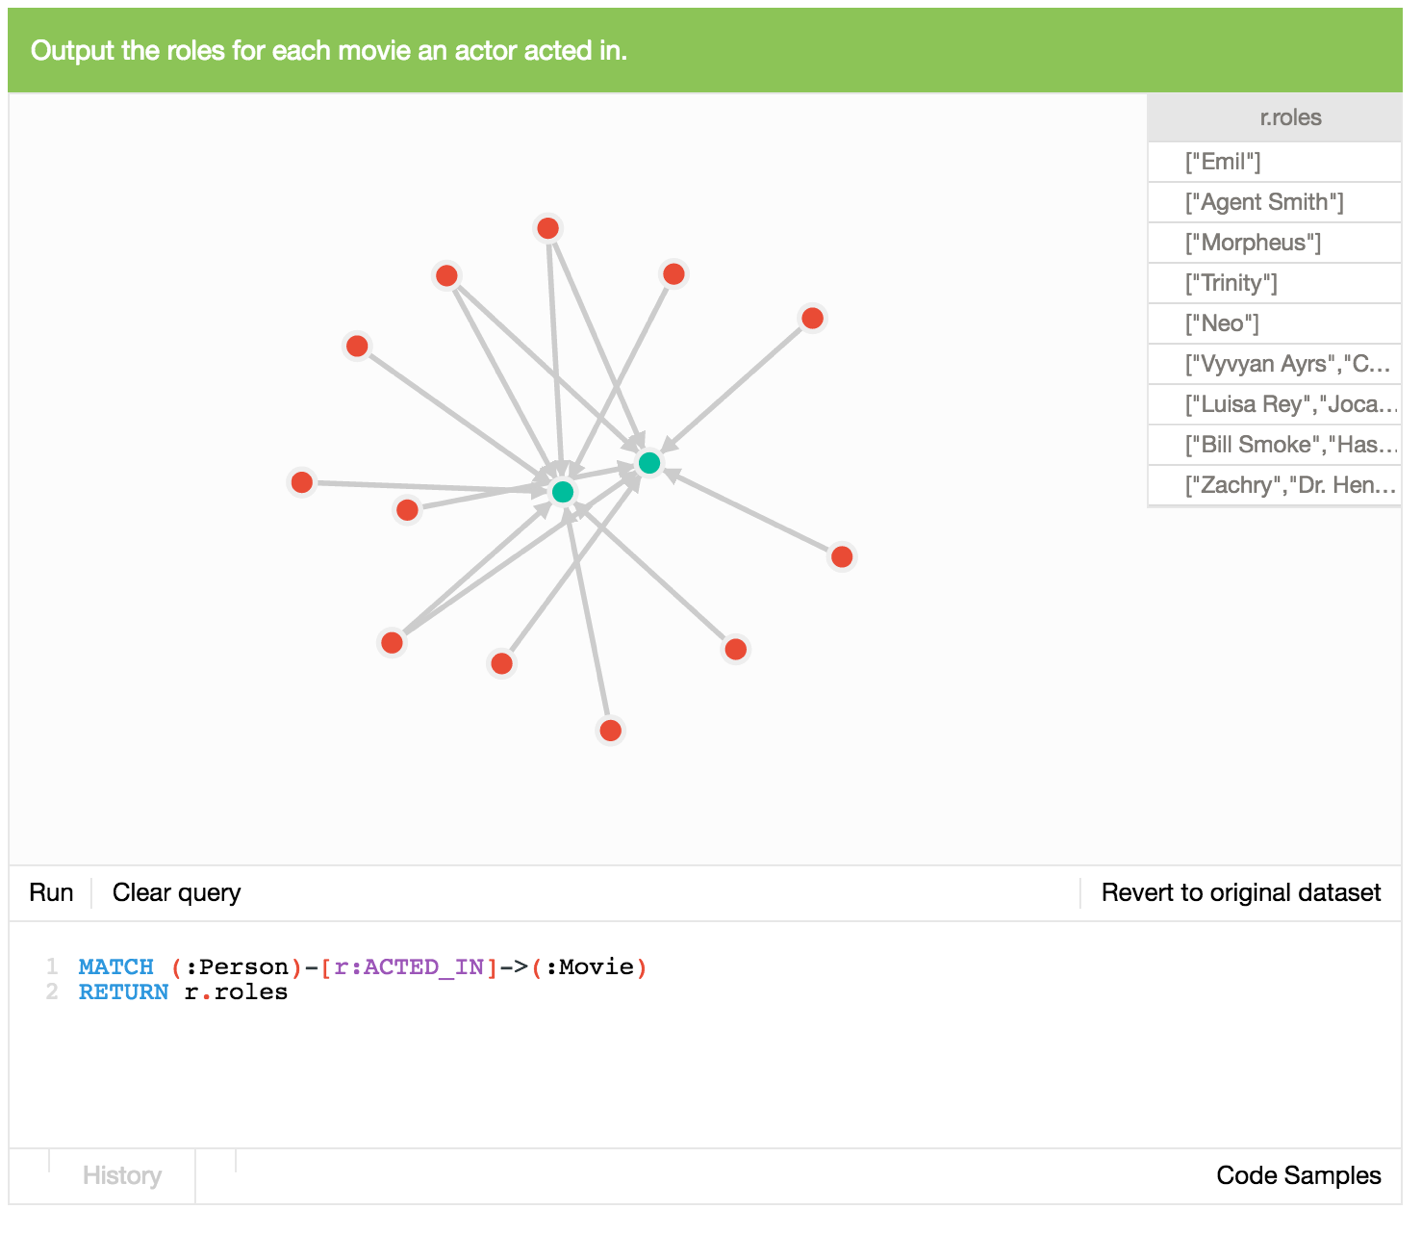 Output the roles for each movie an actor acted in.
r.roles
["Emil"]
["Agent Smith"]
["Morpheus"]
["Trinity"]
["Neo"]
["Vyvyan Ayrs","C...
["Luisa Rey","Joca...
["Bill Smoke","Has...
["Zachry","Dr. Hen...
Run
Clear query
Revert to original dataset
1 MATCH (:Person)-[r:ACTED_IN]->(:Movie)
2 RETURN r.roles
History
Code Samples